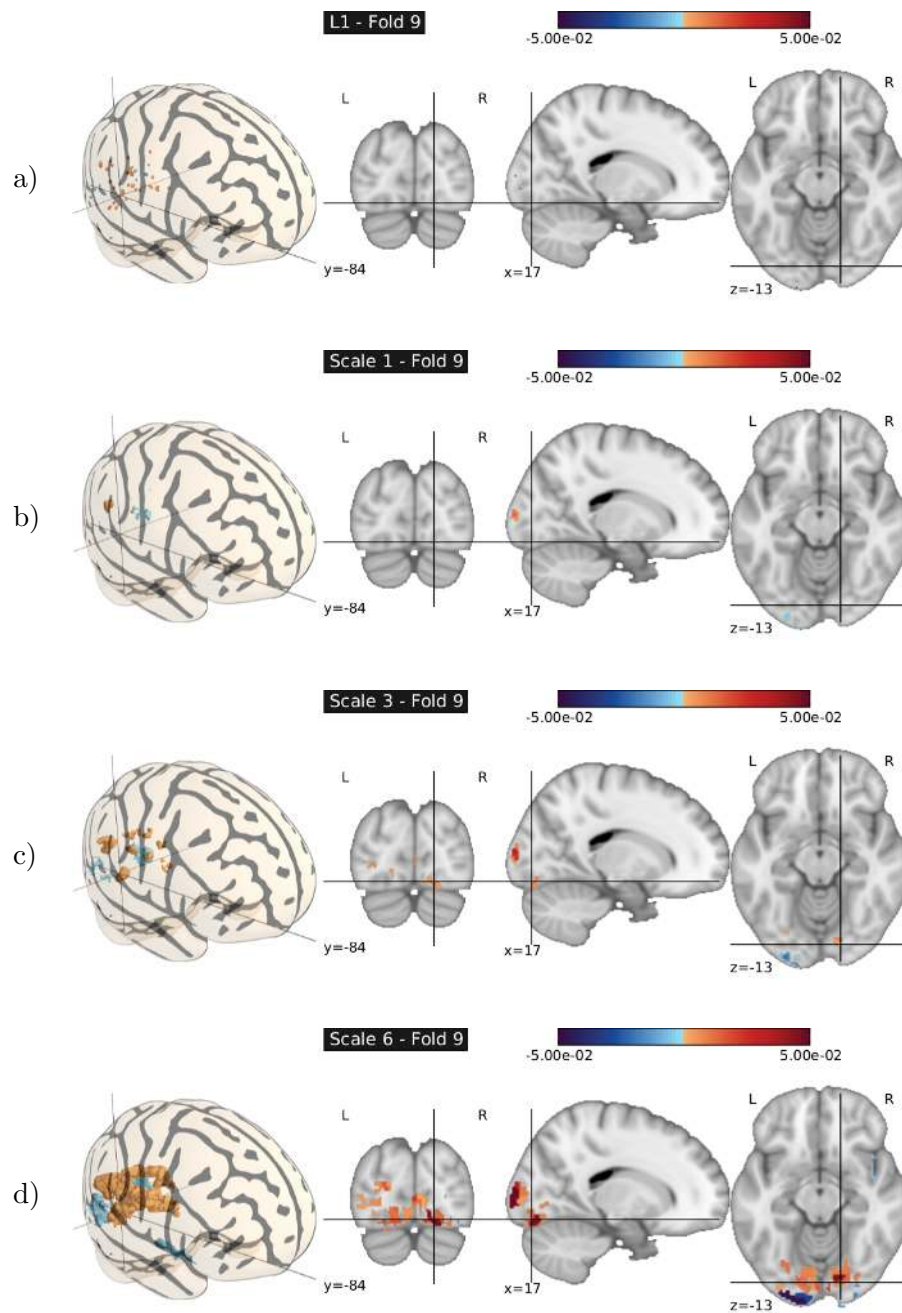 L1 - Fold 9
-5.00e-02 5.00e-02
a)
L R L R
y=-84 x=17 z=-13
Scale 1 - Fold 9
-5.00e-02 5.00e-02
b)
L R L R
y=-84 x=17 z=-13
Scale 3 - Fold 9
-5.00e-02 5.00e-02
c)
L R L R
y=-84 x=17 z=-13
Scale 6 - Fold 9
-5.00e-02 5.00e-02
d)
L R L R
y=-84 x=17 z=-13